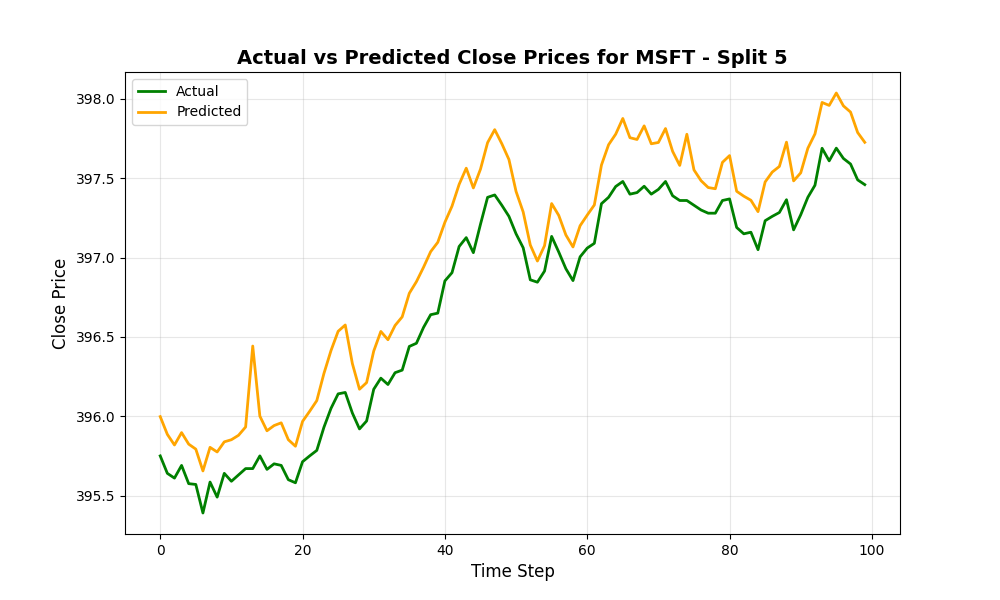 Actual vs Predicted Close Prices for MSFT - Split 5
Actual
Predicted
398.0
397.5
397.0
396.5
396.0
395.5
Close Price
0 20 40 60 80 100
Time Step